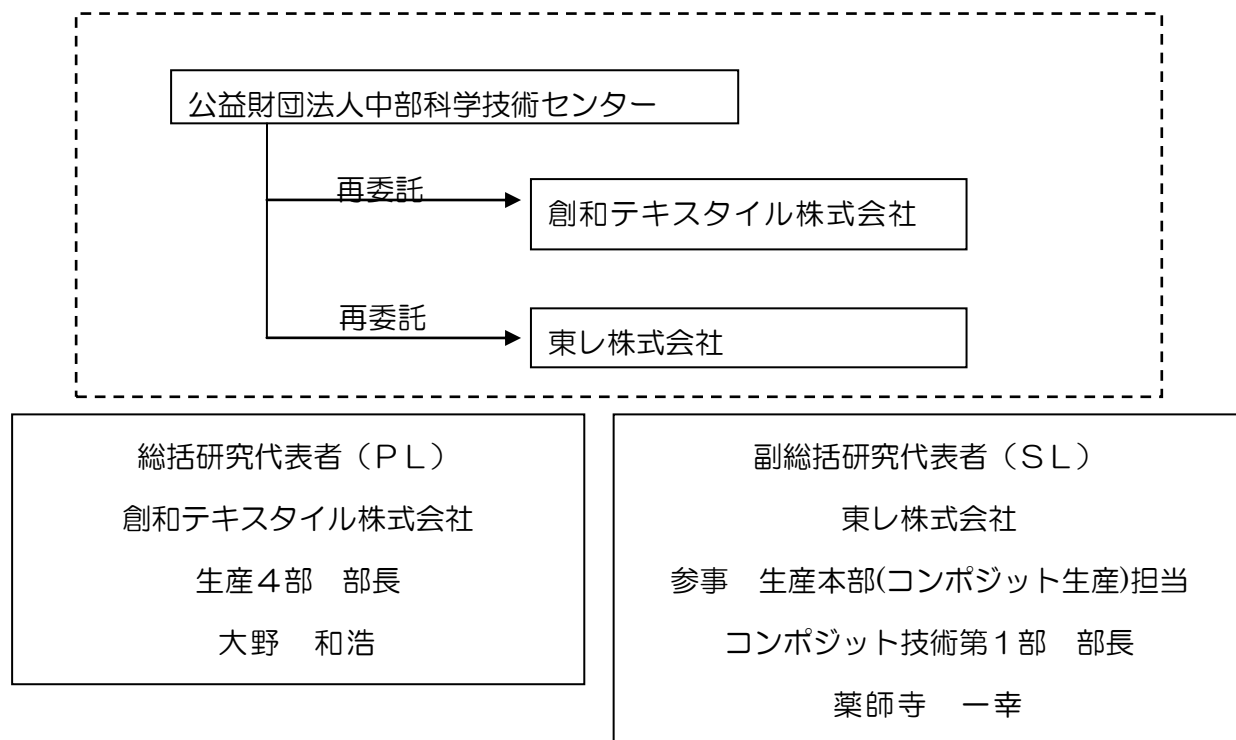 公益財団法人中部科学技術センター
再委託
創和テキスタイル株式会社
再委託
東レ株式会社
総括研究代表者（ＰＬ）
創和テキスタイル株式会社
生産４部　部長
大野　和浩
副総括研究代表者（ＳＬ）
東レ株式会社
参事　生産本部(コンポジット生産)担当
コンポジット技術第１部　部長
薬師寺　一幸